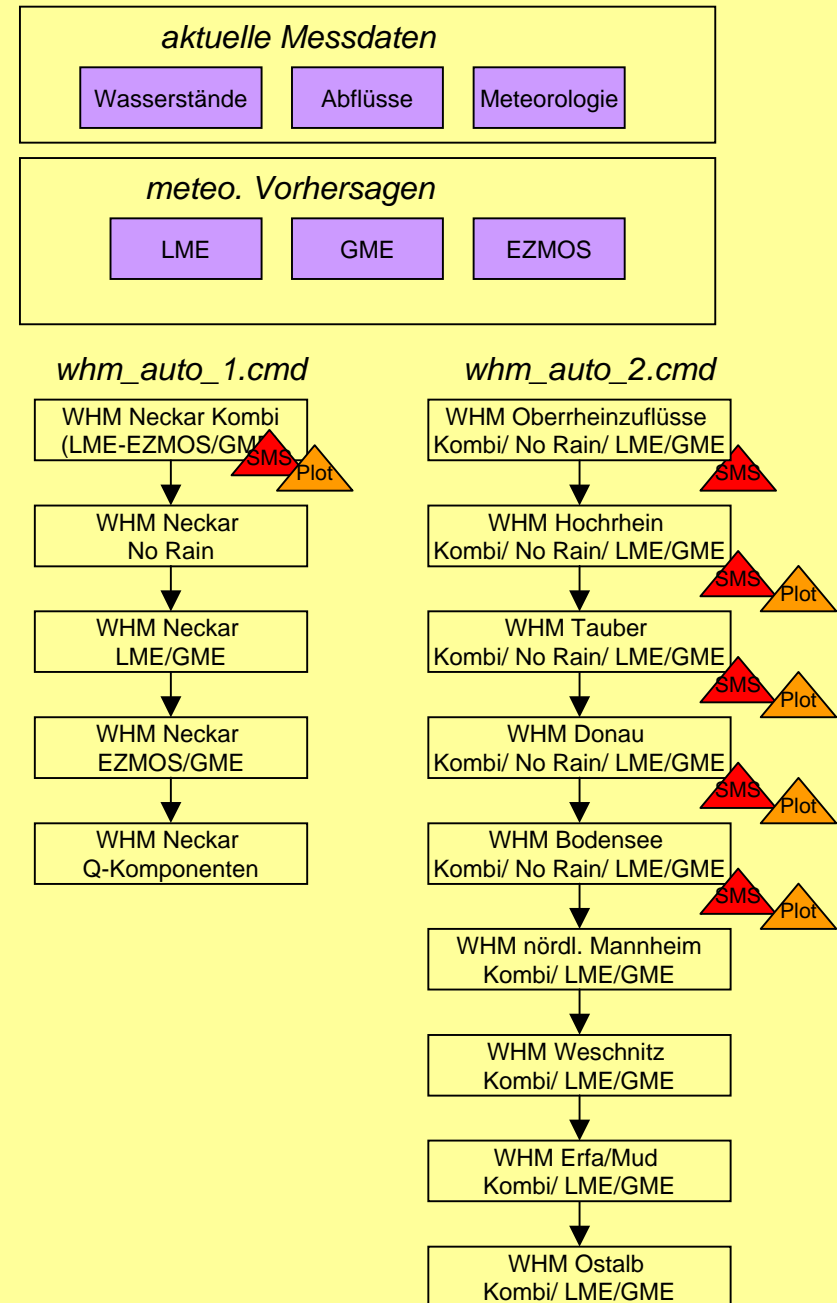 aktuelle Messdaten
Wasserstände
Abflüsse
Meteorologie
meteo. Vorhersagen
LME
GME
EZMOS
whm_auto_1.cmd
WHM Neckar Kombi
(LME-EZMOS/GM
SMS
Plot
WHM Neckar
No Rain
WHM Neckar
LME/GME
WHM Neckar
EZMOS/GME
WHM Neckar
Q-Komponenten
whm_auto_2.cmd
WHM Oberrheinzuflüsse
Kombi/ No Rain/ LME/GME
SMS
WHM Hochrhein
Kombi/ No Rain/ LME/GME
SMS
Plot
WHM Tauber
Kombi/ No Rain/ LME/GME
SMS
Plot
WHM Donau
Kombi/ No Rain/ LME/GME
SMS
Plot
WHM Bodensee
Kombi/ No Rain/ LME/GME
SMS
Plot
WHM nördl. Mannheim
Kombi/ LME/GME
WHM Weschnitz
Kombi/ LME/GME
WHM Erfa/Mud
Kombi/ LME/GME
WHM Ostalb
Kombi/ LME/GME